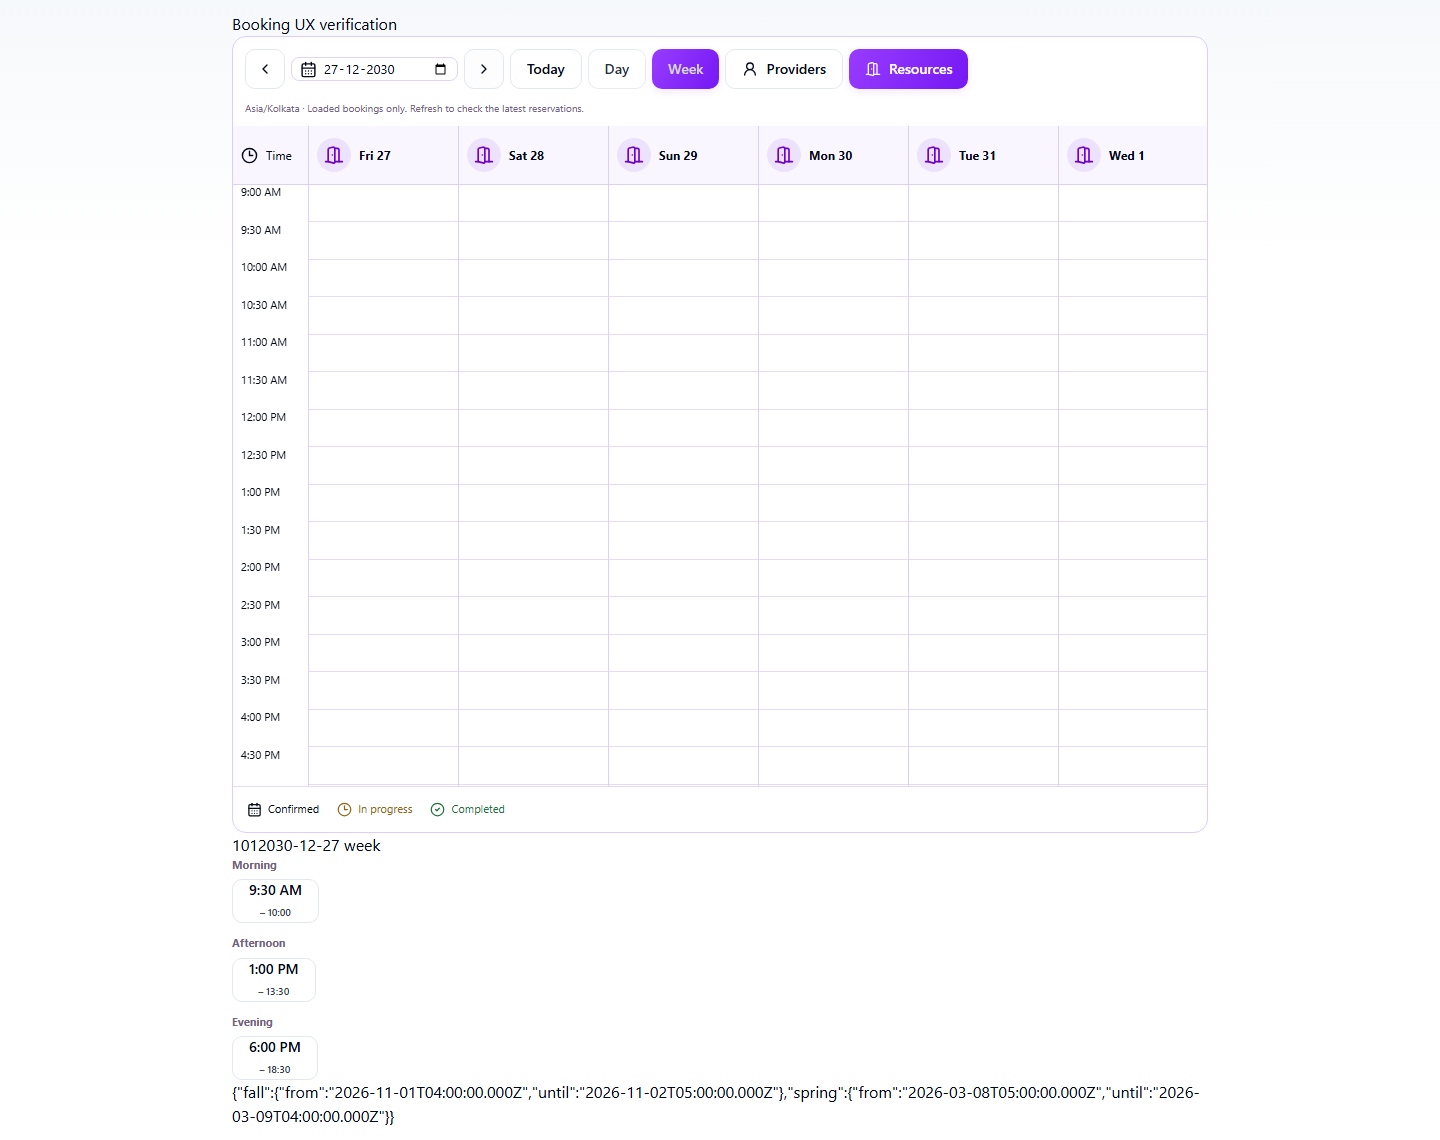 Booking UX verification
27-12-2030 Today Day Week Providers Resources
Asia/Kolkata · Loaded bookings only. Refresh to check the latest reservations.
Time Fri 27 Sat 28 Sun 29 Mon 30 Tue 31 Wed 1
9:00 AM
9:30 AM
10:00 AM
10:30 AM
11:00 AM
11:30 AM
12:00 PM
12:30 PM
1:00 PM
1:30 PM
2:00 PM
2:30 PM
3:00 PM
3:30 PM
4:00 PM
4:30 PM
Confirmed In progress Completed
1012030-12-27 week
Morning
9:30 AM
– 10:00
Afternoon
1:00 PM
– 13:30
Evening
6:00 PM
– 18:30
{"fall":{"from":"2026-11-01T04:00:00.000Z","until":"2026-11-02T05:00:00.000Z"},"spring":{"from":"2026-03-08T05:00:00.000Z","until":"2026-
03-09T04:00:00.000Z"}}